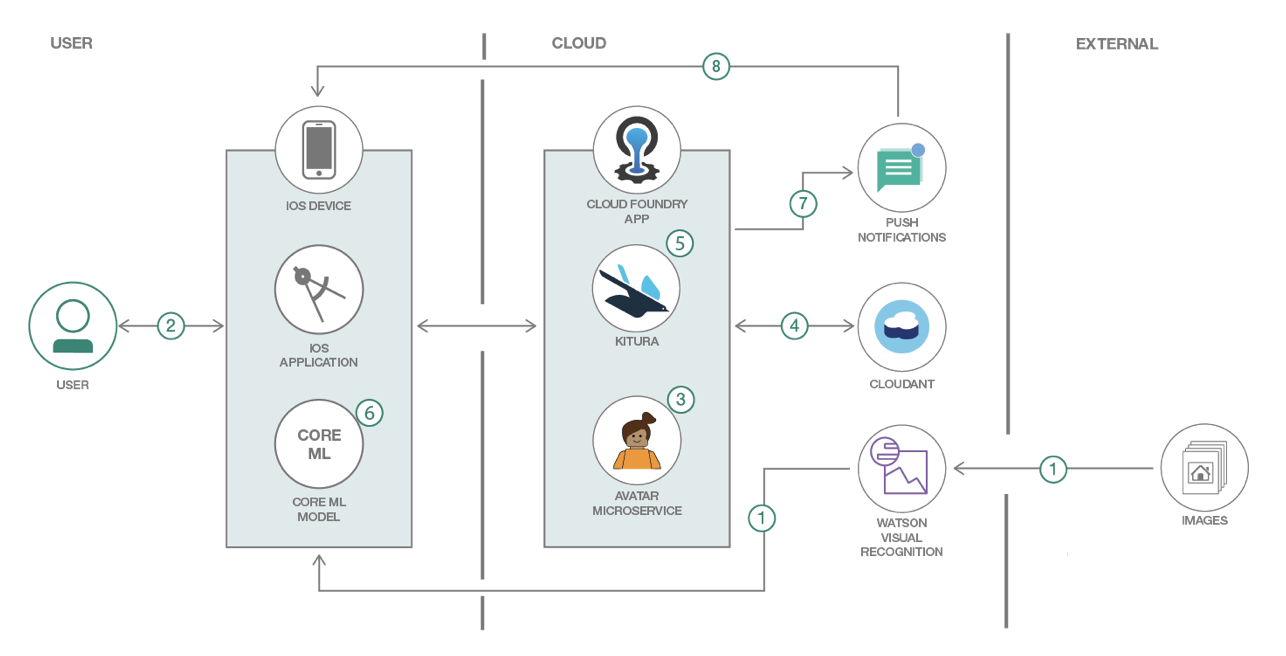 USER
CLOUD
EXTERNAL
8
IOS DEVICE
CLOUD FOUNDRY
APP
7
PUSH
NOTIFICATIONS
5
2
IOS
APPLICATION
KITURA
4
USER
CLOUDANT
6
CORE
ML
3
CORE ML
MODEL
AVATAR
MICROSERVICE
1
WATSON
VISUAL
RECOGNITION
1
IMAGES